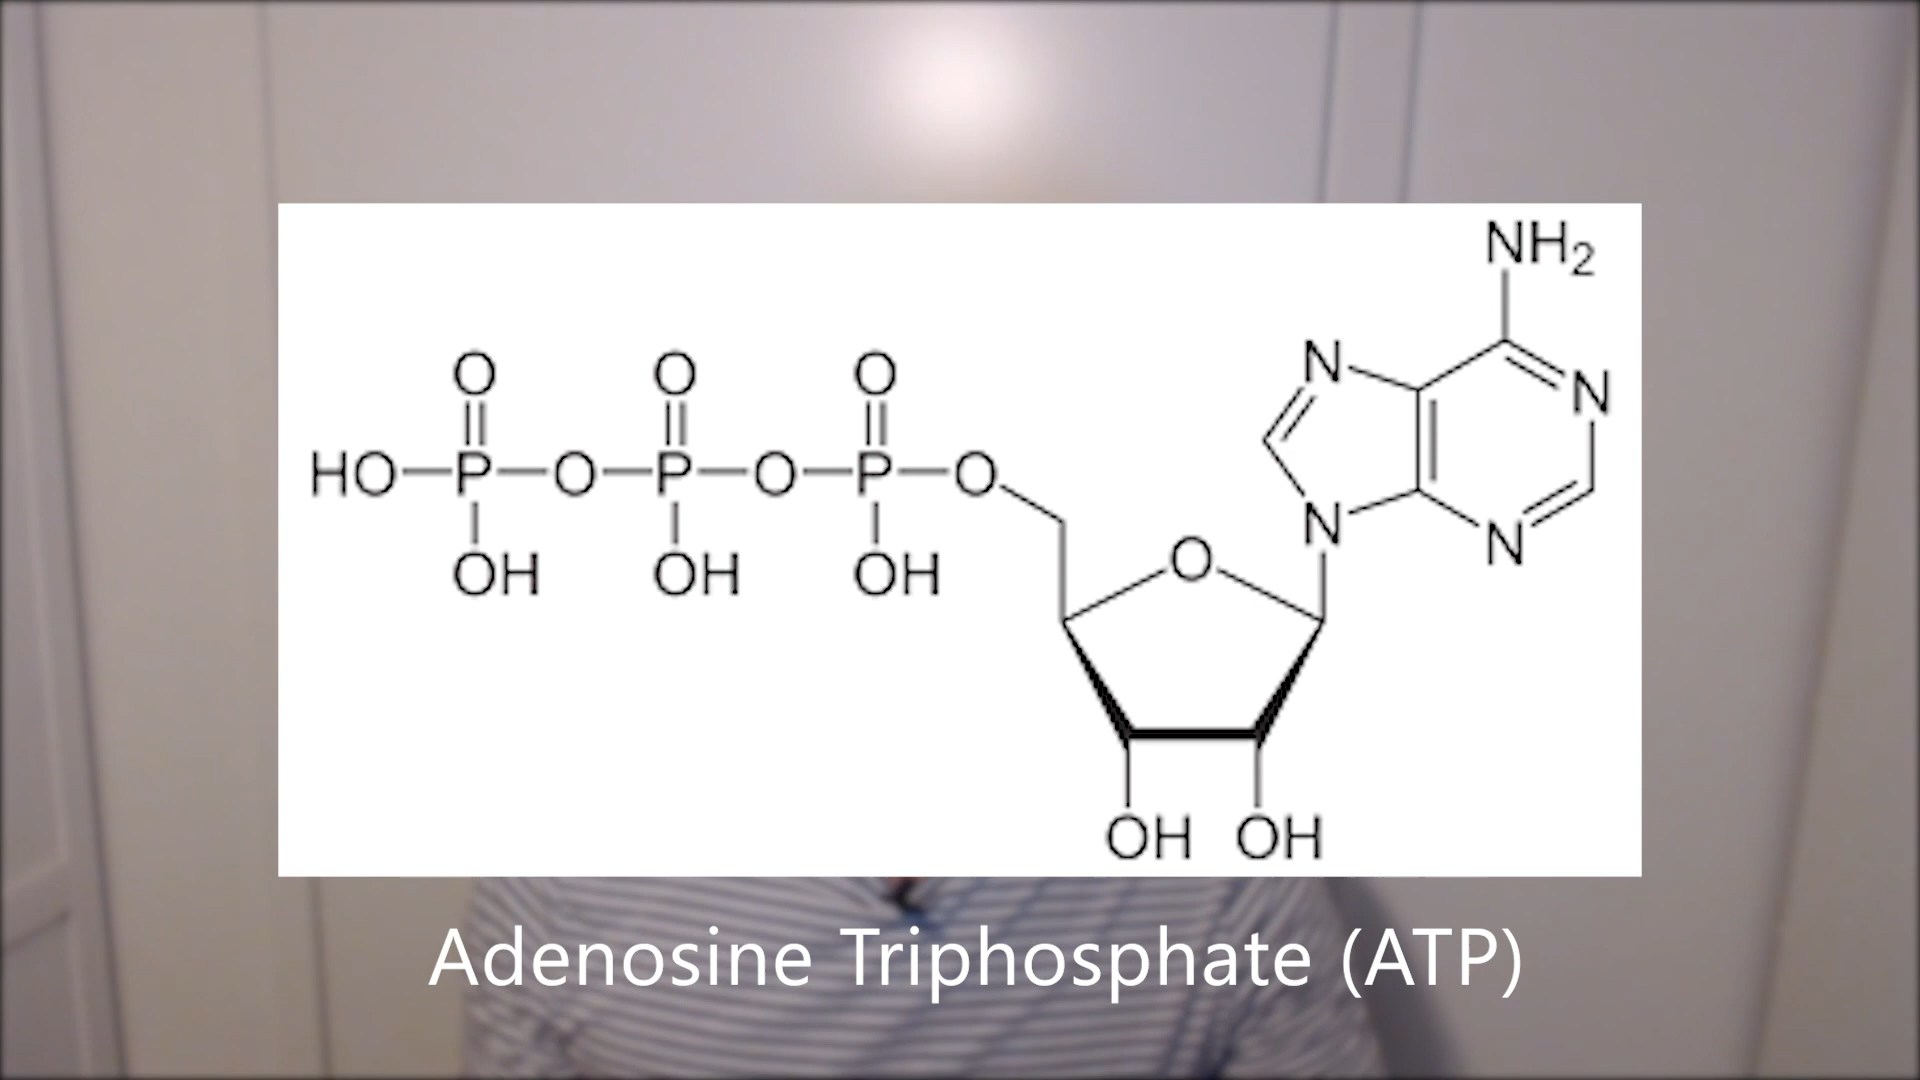 NH2
O O O N N
HO P O P O P O
OH OH OH O N N
OH OH
Adenosine Triphosphate (ATP)